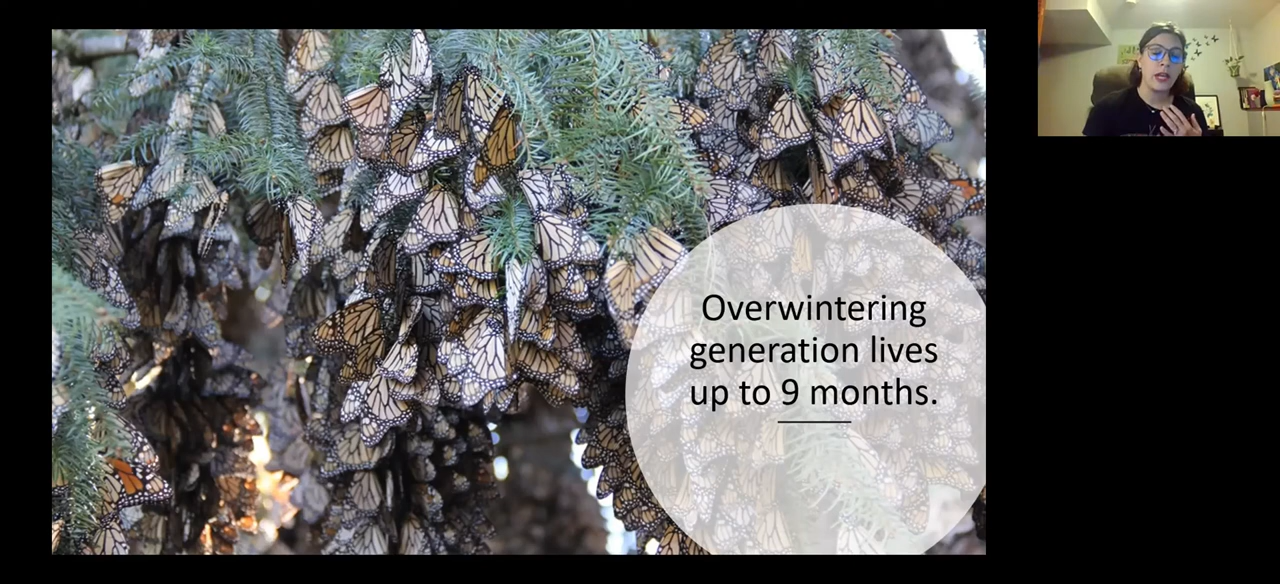 Overwintering
generation lives
up to 9 months.